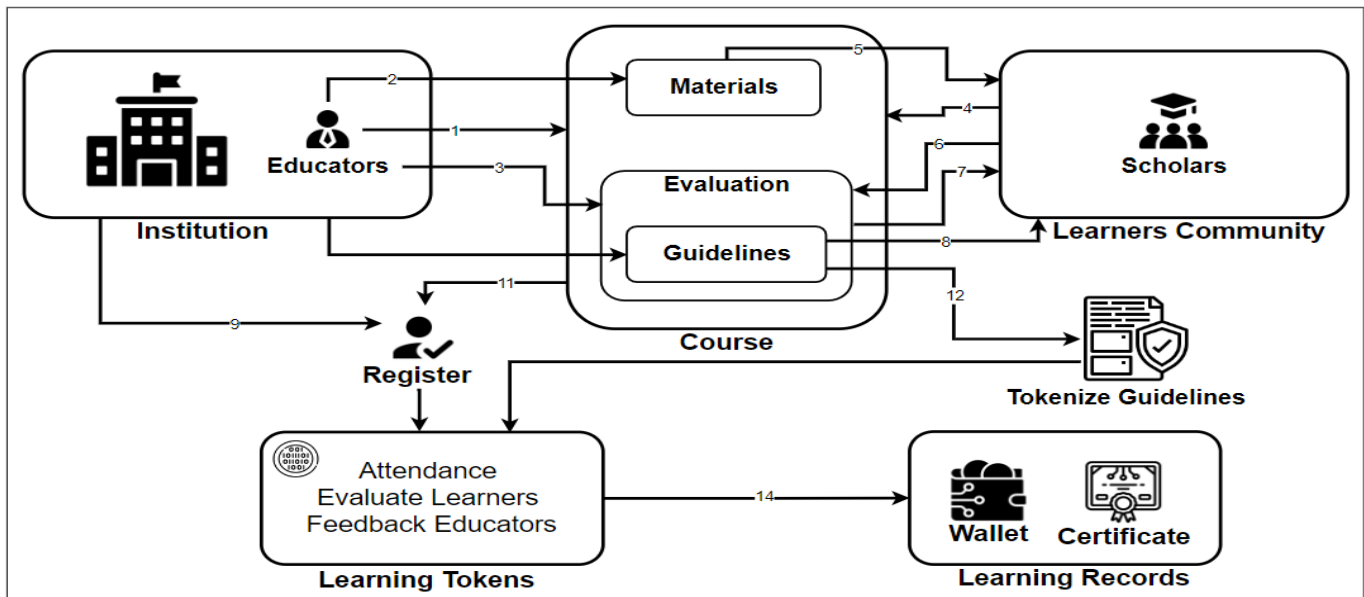 5
2
Materials
4
1
6
Educators
3
7
Scholars
Evaluation
Institution
Guidelines
8
Learners Community
11
12
9
Course
Register
Tokenize Guidelines
Attendance
Evaluate Learners
Feedback Educators
14
Wallet
Certificate
Learning Tokens
Learning Records